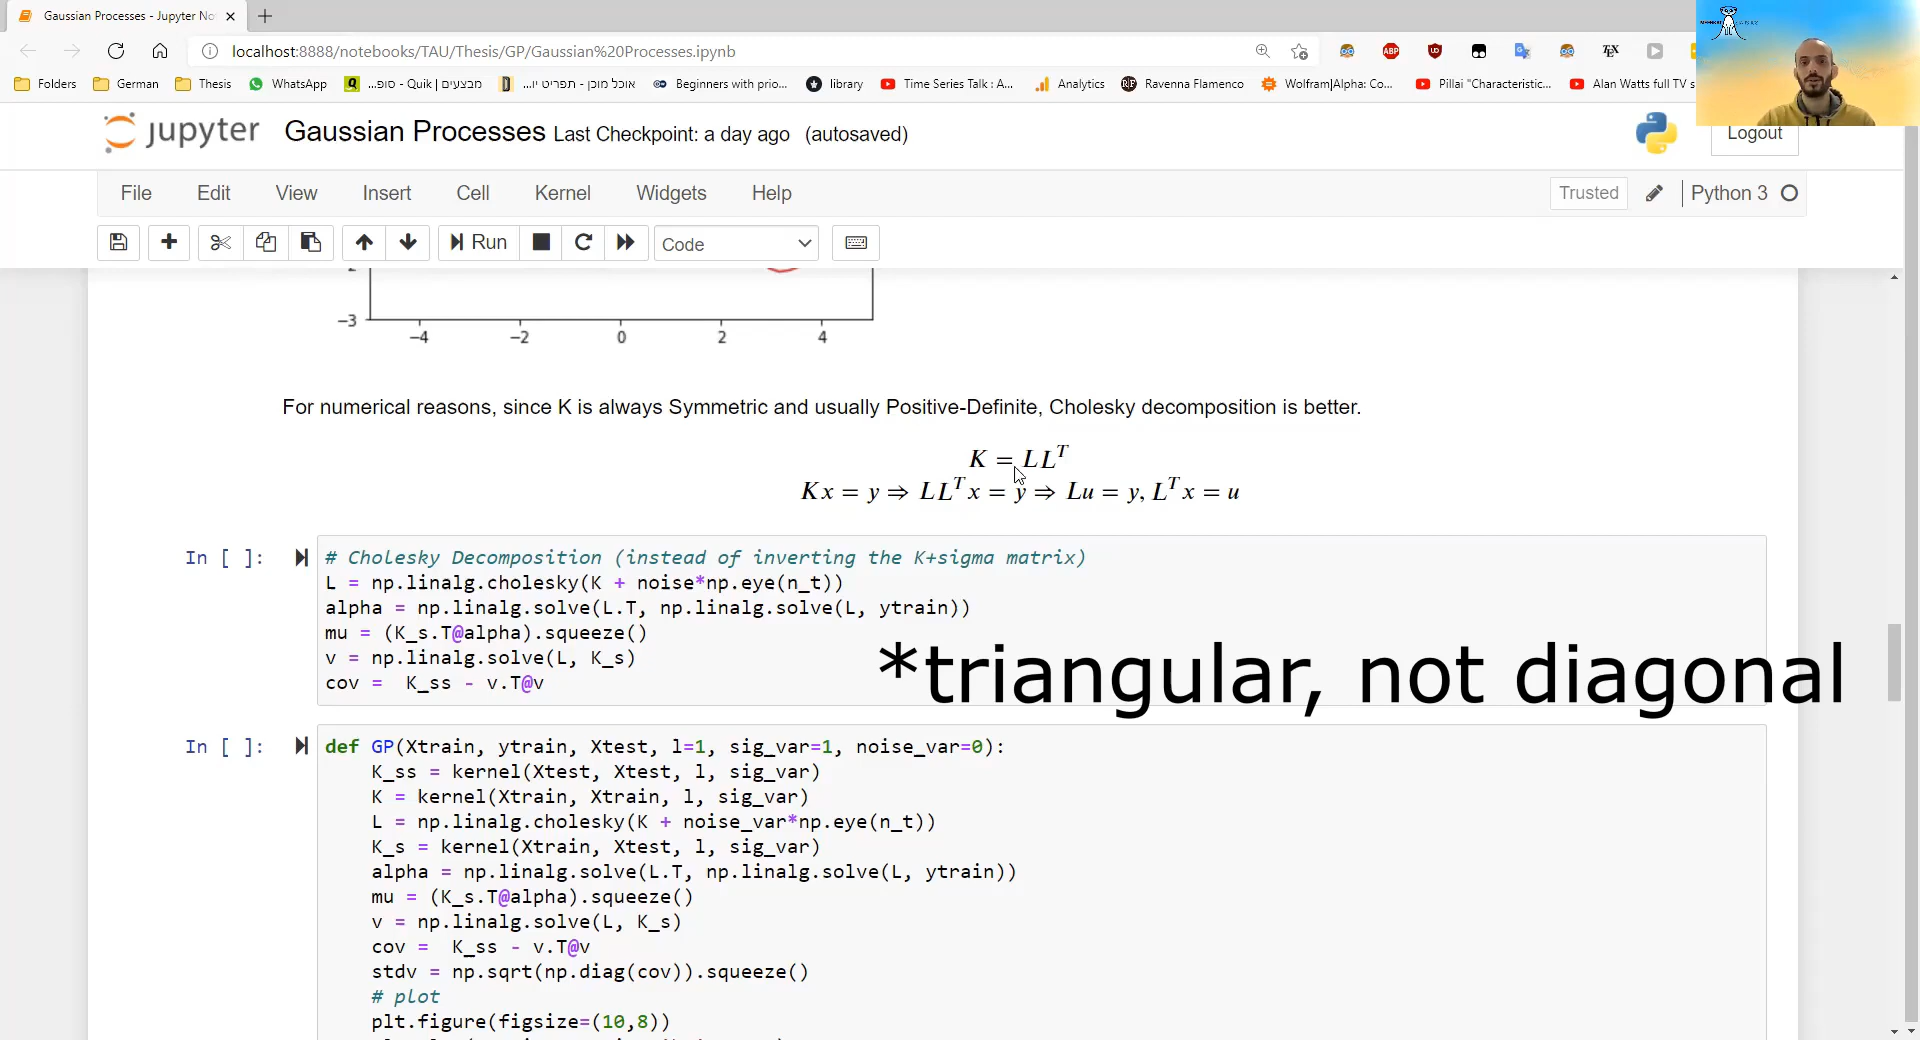 Gaussian Processes - Jupyter No
localhost:8888/notebooks/TAU/Thesis/GP/Gaussian%20Processes.ipynb
Folders German Thesis WhatsApp מבצעים | Quik - סופ... אוכל מוכן - תפריט יו... Beginners with prio... library Time Series Talk : A... Analytics Ravenna Flamenco Wolfram|Alpha: Co... Pillai "Characteristic... Alan Watts full TV s
jupyter Gaussian Processes Last Checkpoint: a day ago (autosaved)
Logout
File Edit View Insert Cell Kernel Widgets Help Trusted Python 3
Run Code
−3
−4 −2 0 2 4
For numerical reasons, since K is always Symmetric and usually Positive-Definite, Cholesky decomposition is better.
K = LL^T
Kx = y ⇒ LL^T x = y ⇒ Lu = y, L^T x = u
In [ ]: # Cholesky Decomposition (instead of inverting the K+sigma matrix)
L = np.linalg.cholesky(K + noise*np.eye(n_t))
alpha = np.linalg.solve(L.T, np.linalg.solve(L, ytrain))
mu = (K_s.T@alpha).squeeze()
v = np.linalg.solve(L, K_s)
cov =  K_ss - v.T@v
*triangular, not diagonal
In [ ]: def GP(Xtrain, ytrain, Xtest, l=1, sig_var=1, noise_var=0):
    K_ss = kernel(Xtest, Xtest, l, sig_var)
    K = kernel(Xtrain, Xtrain, l, sig_var)
    L = np.linalg.cholesky(K + noise_var*np.eye(n_t))
    K_s = kernel(Xtrain, Xtest, l, sig_var)
    alpha = np.linalg.solve(L.T, np.linalg.solve(L, ytrain))
    mu = (K_s.T@alpha).squeeze()
    v = np.linalg.solve(L, K_s)
    cov =  K_ss - v.T@v
    stdv = np.sqrt(np.diag(cov)).squeeze()
    # plot
    plt.figure(figsize=(10,8))